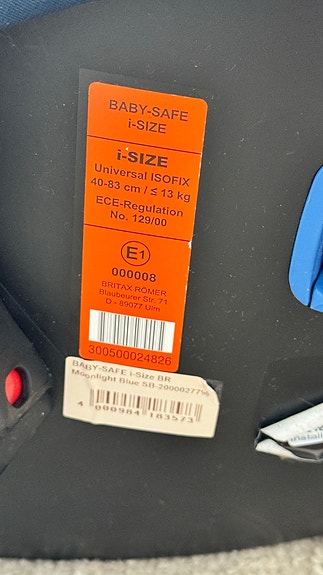 BABY-SAFE
i-SIZE
i-SIZE
Universal ISOFIX
40-83 cm / ≤ 13 kg
ECE-Regulation
No. 129/00
E1
000008
BRITAX RÖMER
Blaubeurer Str. 71
D - 89077 Ulm
300500024826
BABY-SAFE i-Size BR
Moonlight Blue SB-2000027796
4 000984 183573